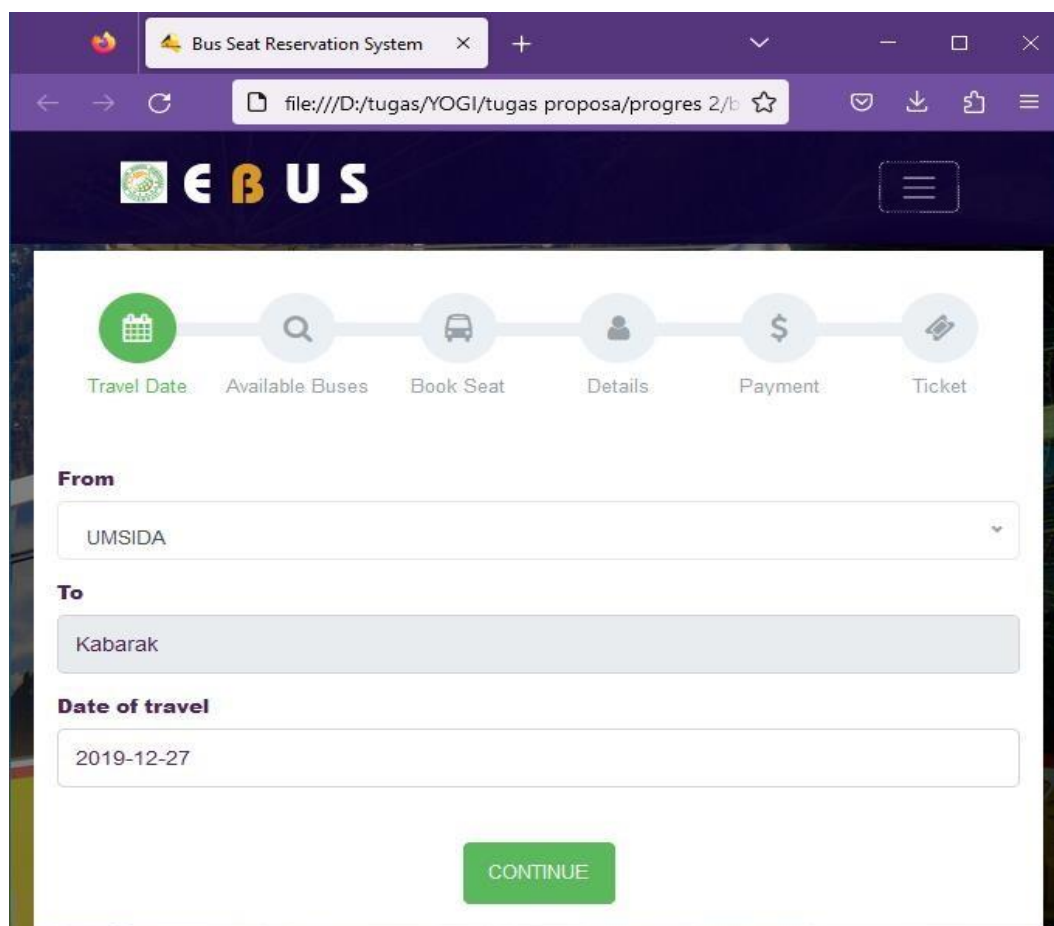 Bus Seat Reservation System
file:///D:/tugas/YOGI/tugas proposa/progres 2/b
EBUS
Travel Date Available Buses Book Seat Details Payment Ticket
From
UMSIDA
To
Kabarak
Date of travel
2019-12-27
CONTINUE